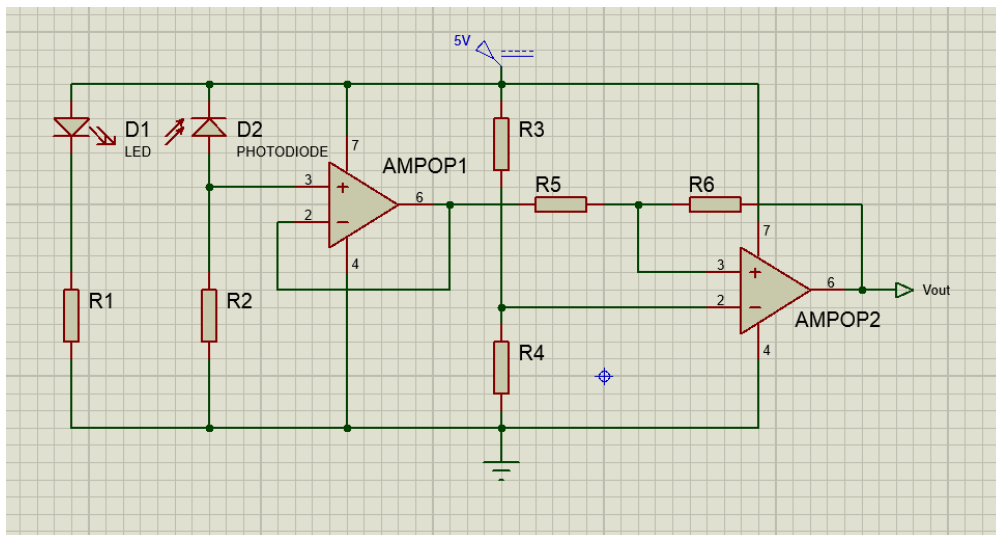 5V
D1
LED
D2
PHOTODIODE
R3
7
AMPOP1
3
+
6
2
−
4
R5
R6
7
R1
R2
3
+
6
Vout
2
−
AMPOP2
R4
4